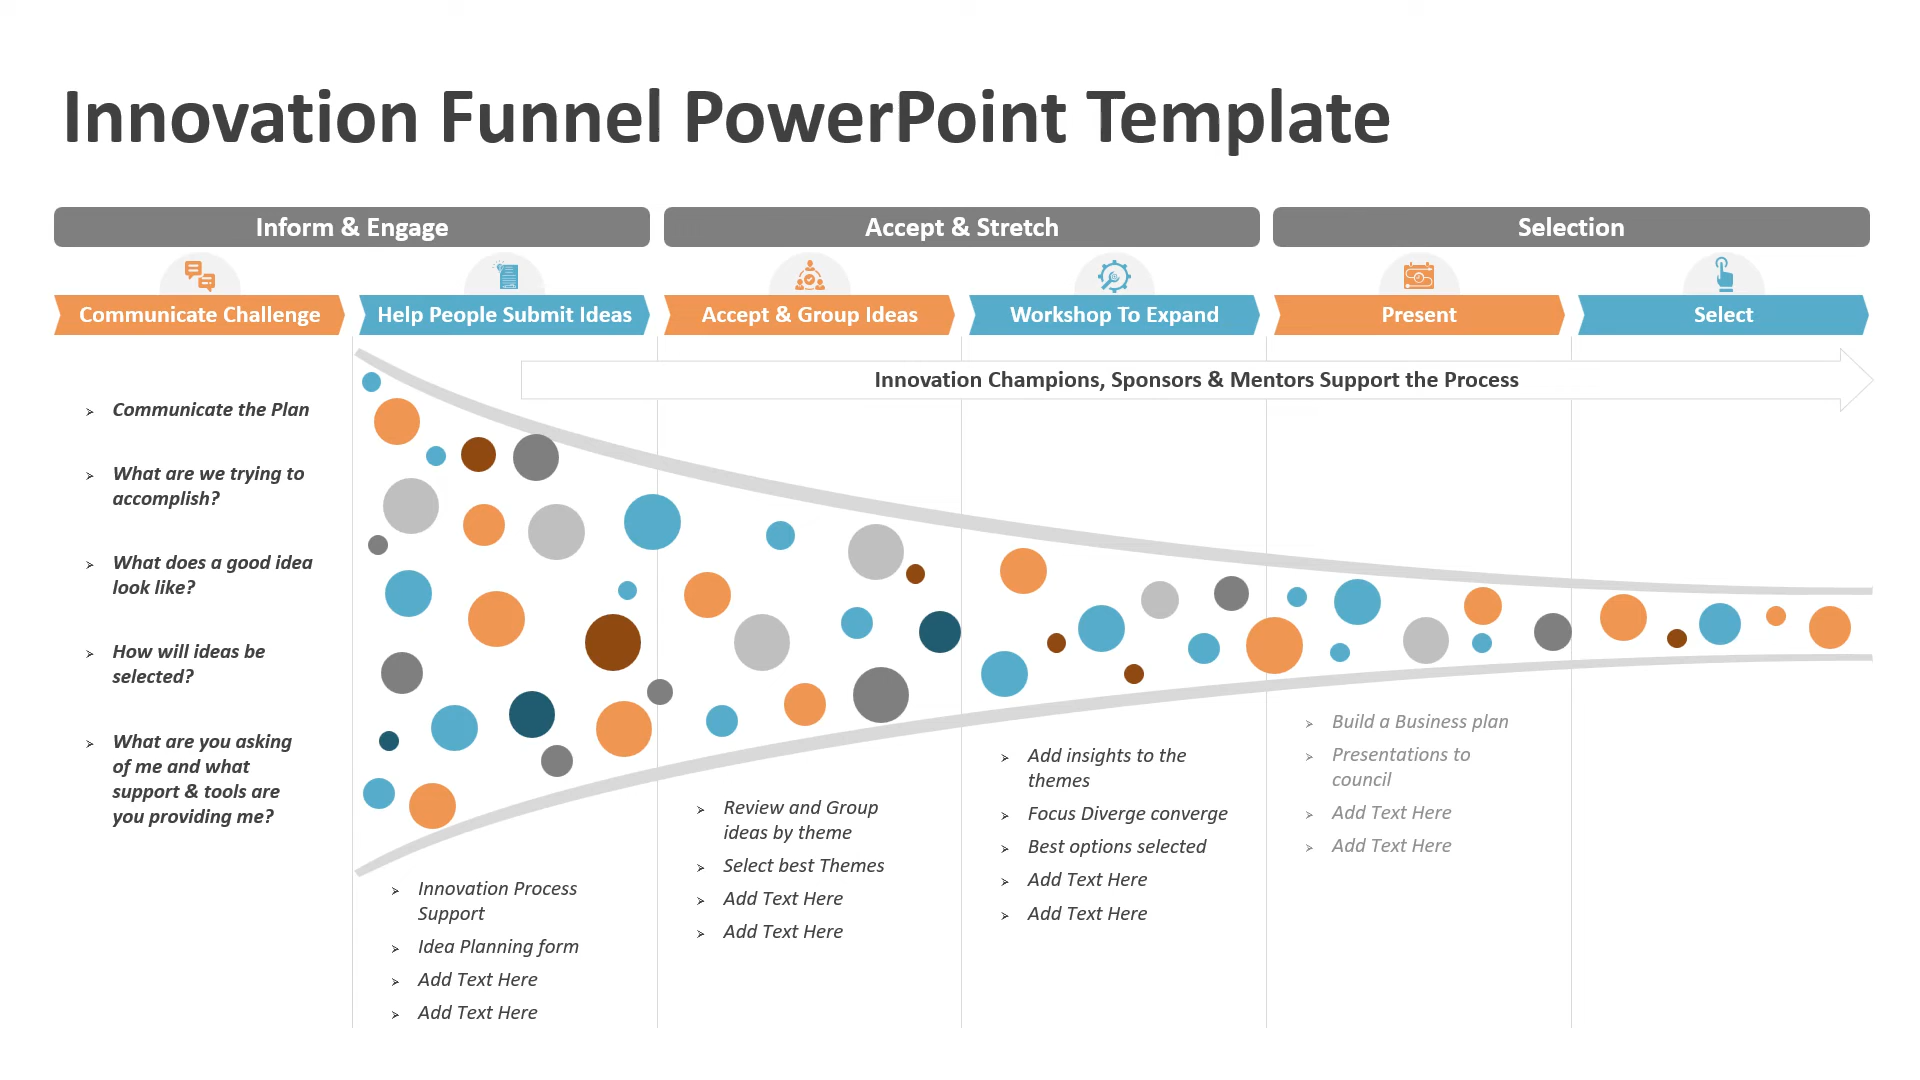 Innovation Funnel PowerPoint Template
Inform & Engage
Accept & Stretch
Selection
Communicate Challenge
Help People Submit Ideas
Accept & Group Ideas
Workshop To Expand
Present
Select
Innovation Champions, Sponsors & Mentors Support the Process
Communicate the Plan
What are we trying to
accomplish?
What does a good idea
look like?
How will ideas be
selected?
What are you asking
of me and what
support & tools are
you providing me?
Innovation Process
Support
Idea Planning form
Add Text Here
Add Text Here
Review and Group
ideas by theme
Select best Themes
Add Text Here
Add Text Here
Add insights to the
themes
Focus Diverge converge
Best options selected
Add Text Here
Add Text Here
Build a Business plan
Presentations to
council
Add Text Here
Add Text Here